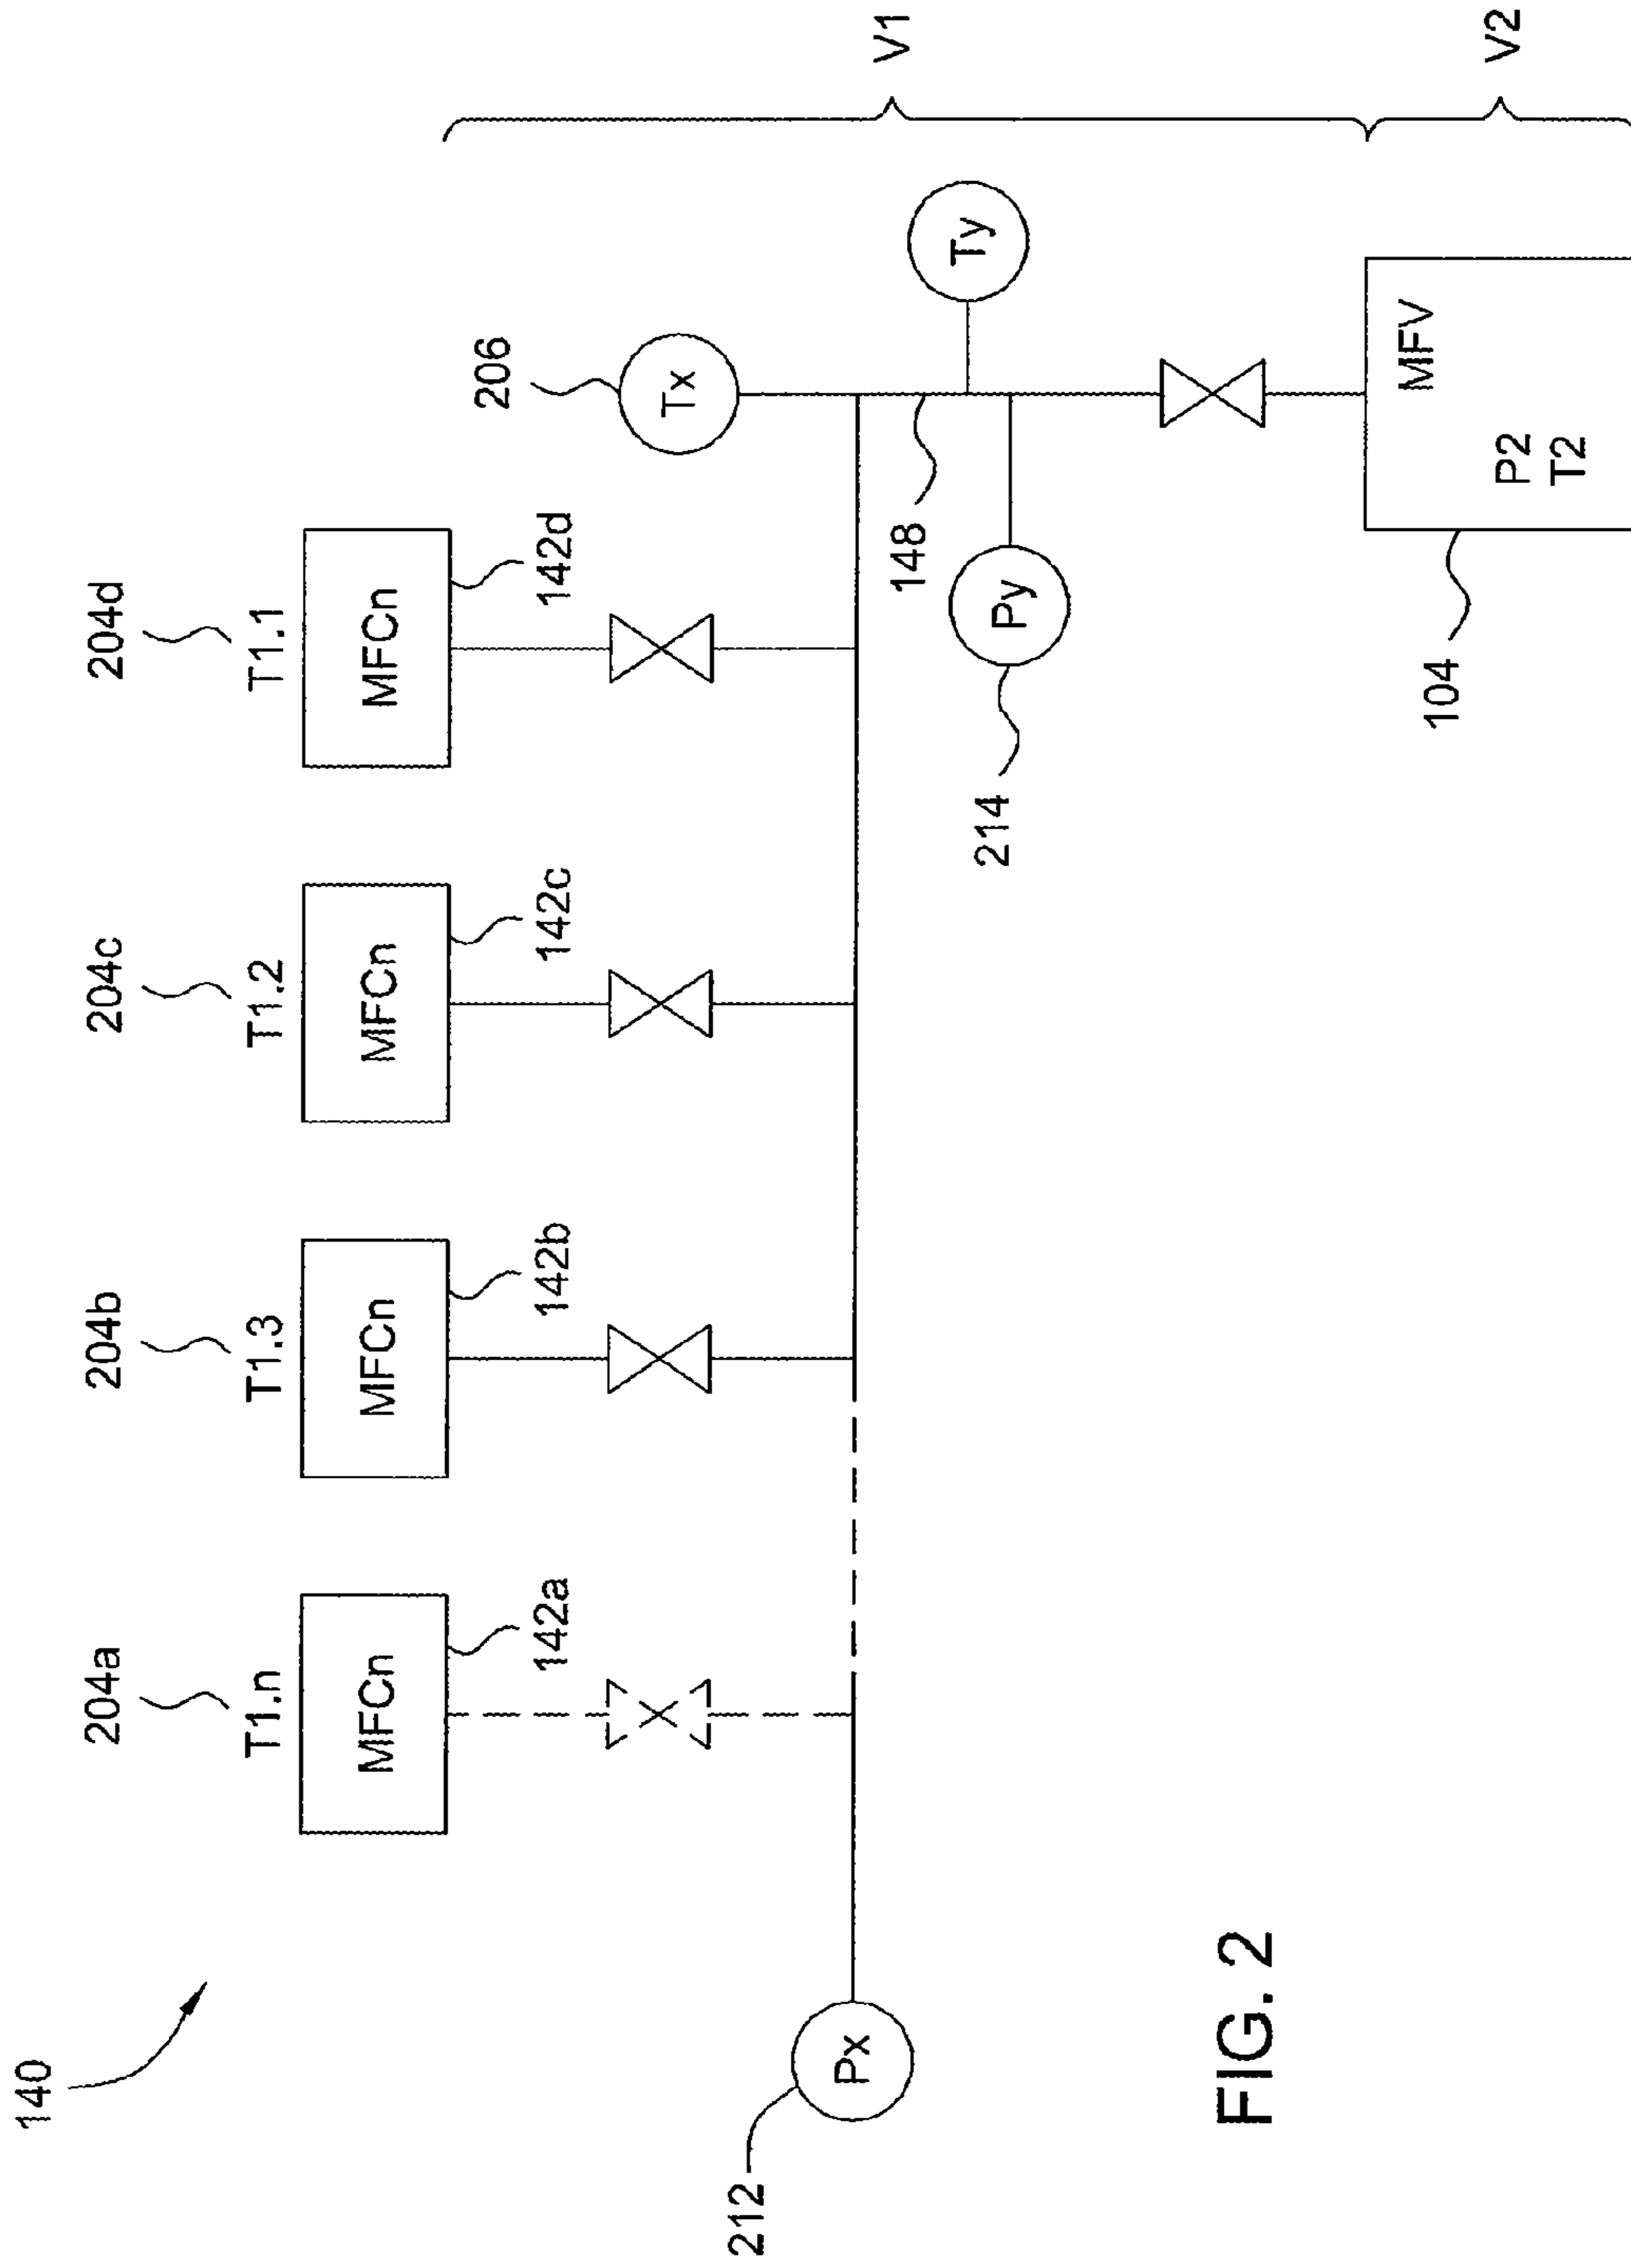 140
204a
204b
204c
204d
T1.n
T1.3
T1.2
T1.1
MFCn
MFCn
MFCn
MFCn
142a
142b
142c
142d
206
Tx
212
Px
148
Ty
Py
214
V1
MFV
P2
T2
104
V2
FIG. 2